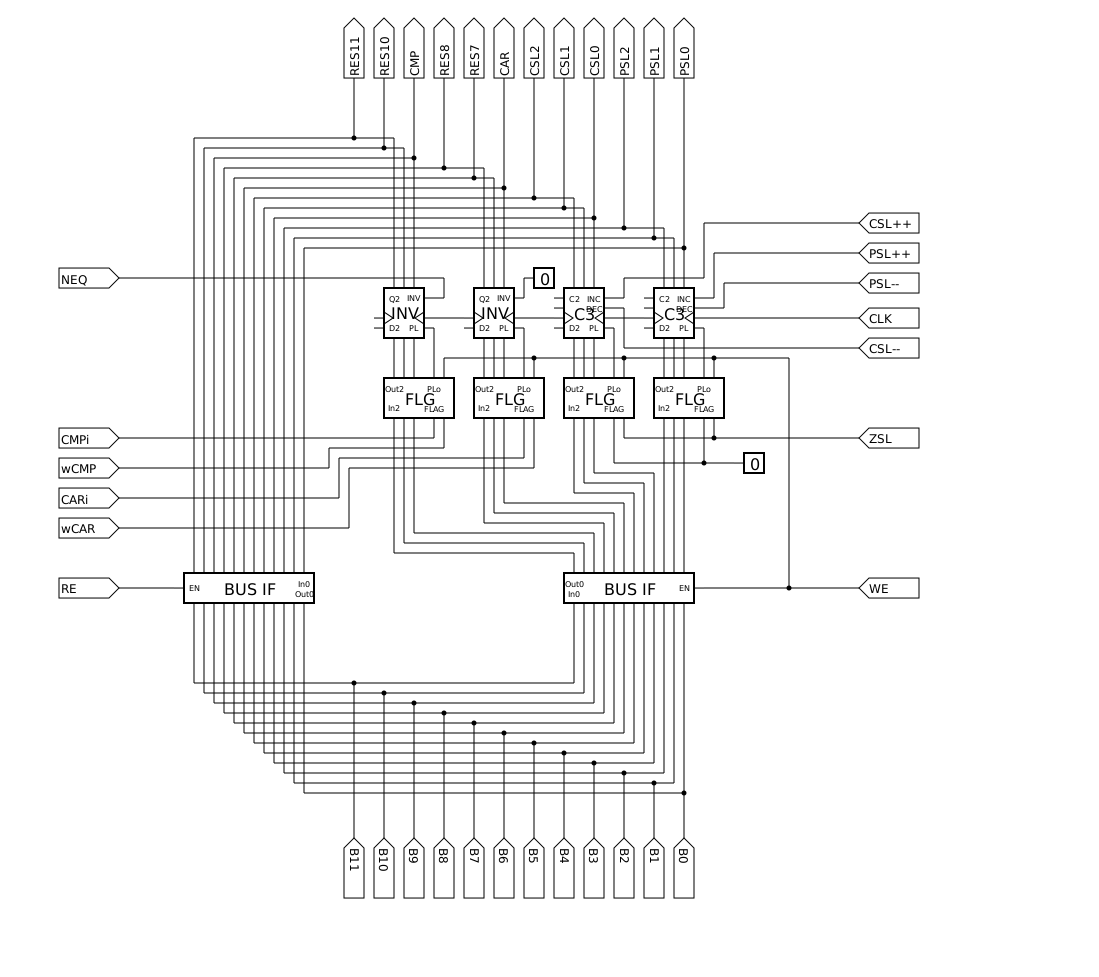 RES11 RES10 CMP RES8 RES7 CAR CSL2 CSL1 CSL0 PSL2 PSL1 PSL0
CSL++
PSL++
NEQ 0 PSL--
Q2 INV Q2 INV C2 INC C2 INC
DEC DEC
INV INV C3 C3 CLK
D2 PL D2 PL D2 PL D2 PL
CSL--
Out2 PLo Out2 PLo Out2 PLo Out2 PLo
FLG FLG FLG FLG
In2 FLAG In2 FLAG In2 FLAG In2 FLAG
CMPi ZSL
wCMP 0
CARi
wCAR
In0 Out0
RE EN BUS IF BUS IF EN WE
Out0 In0
B11 B10 B9 B8 B7 B6 B5 B4 B3 B2 B1 B0